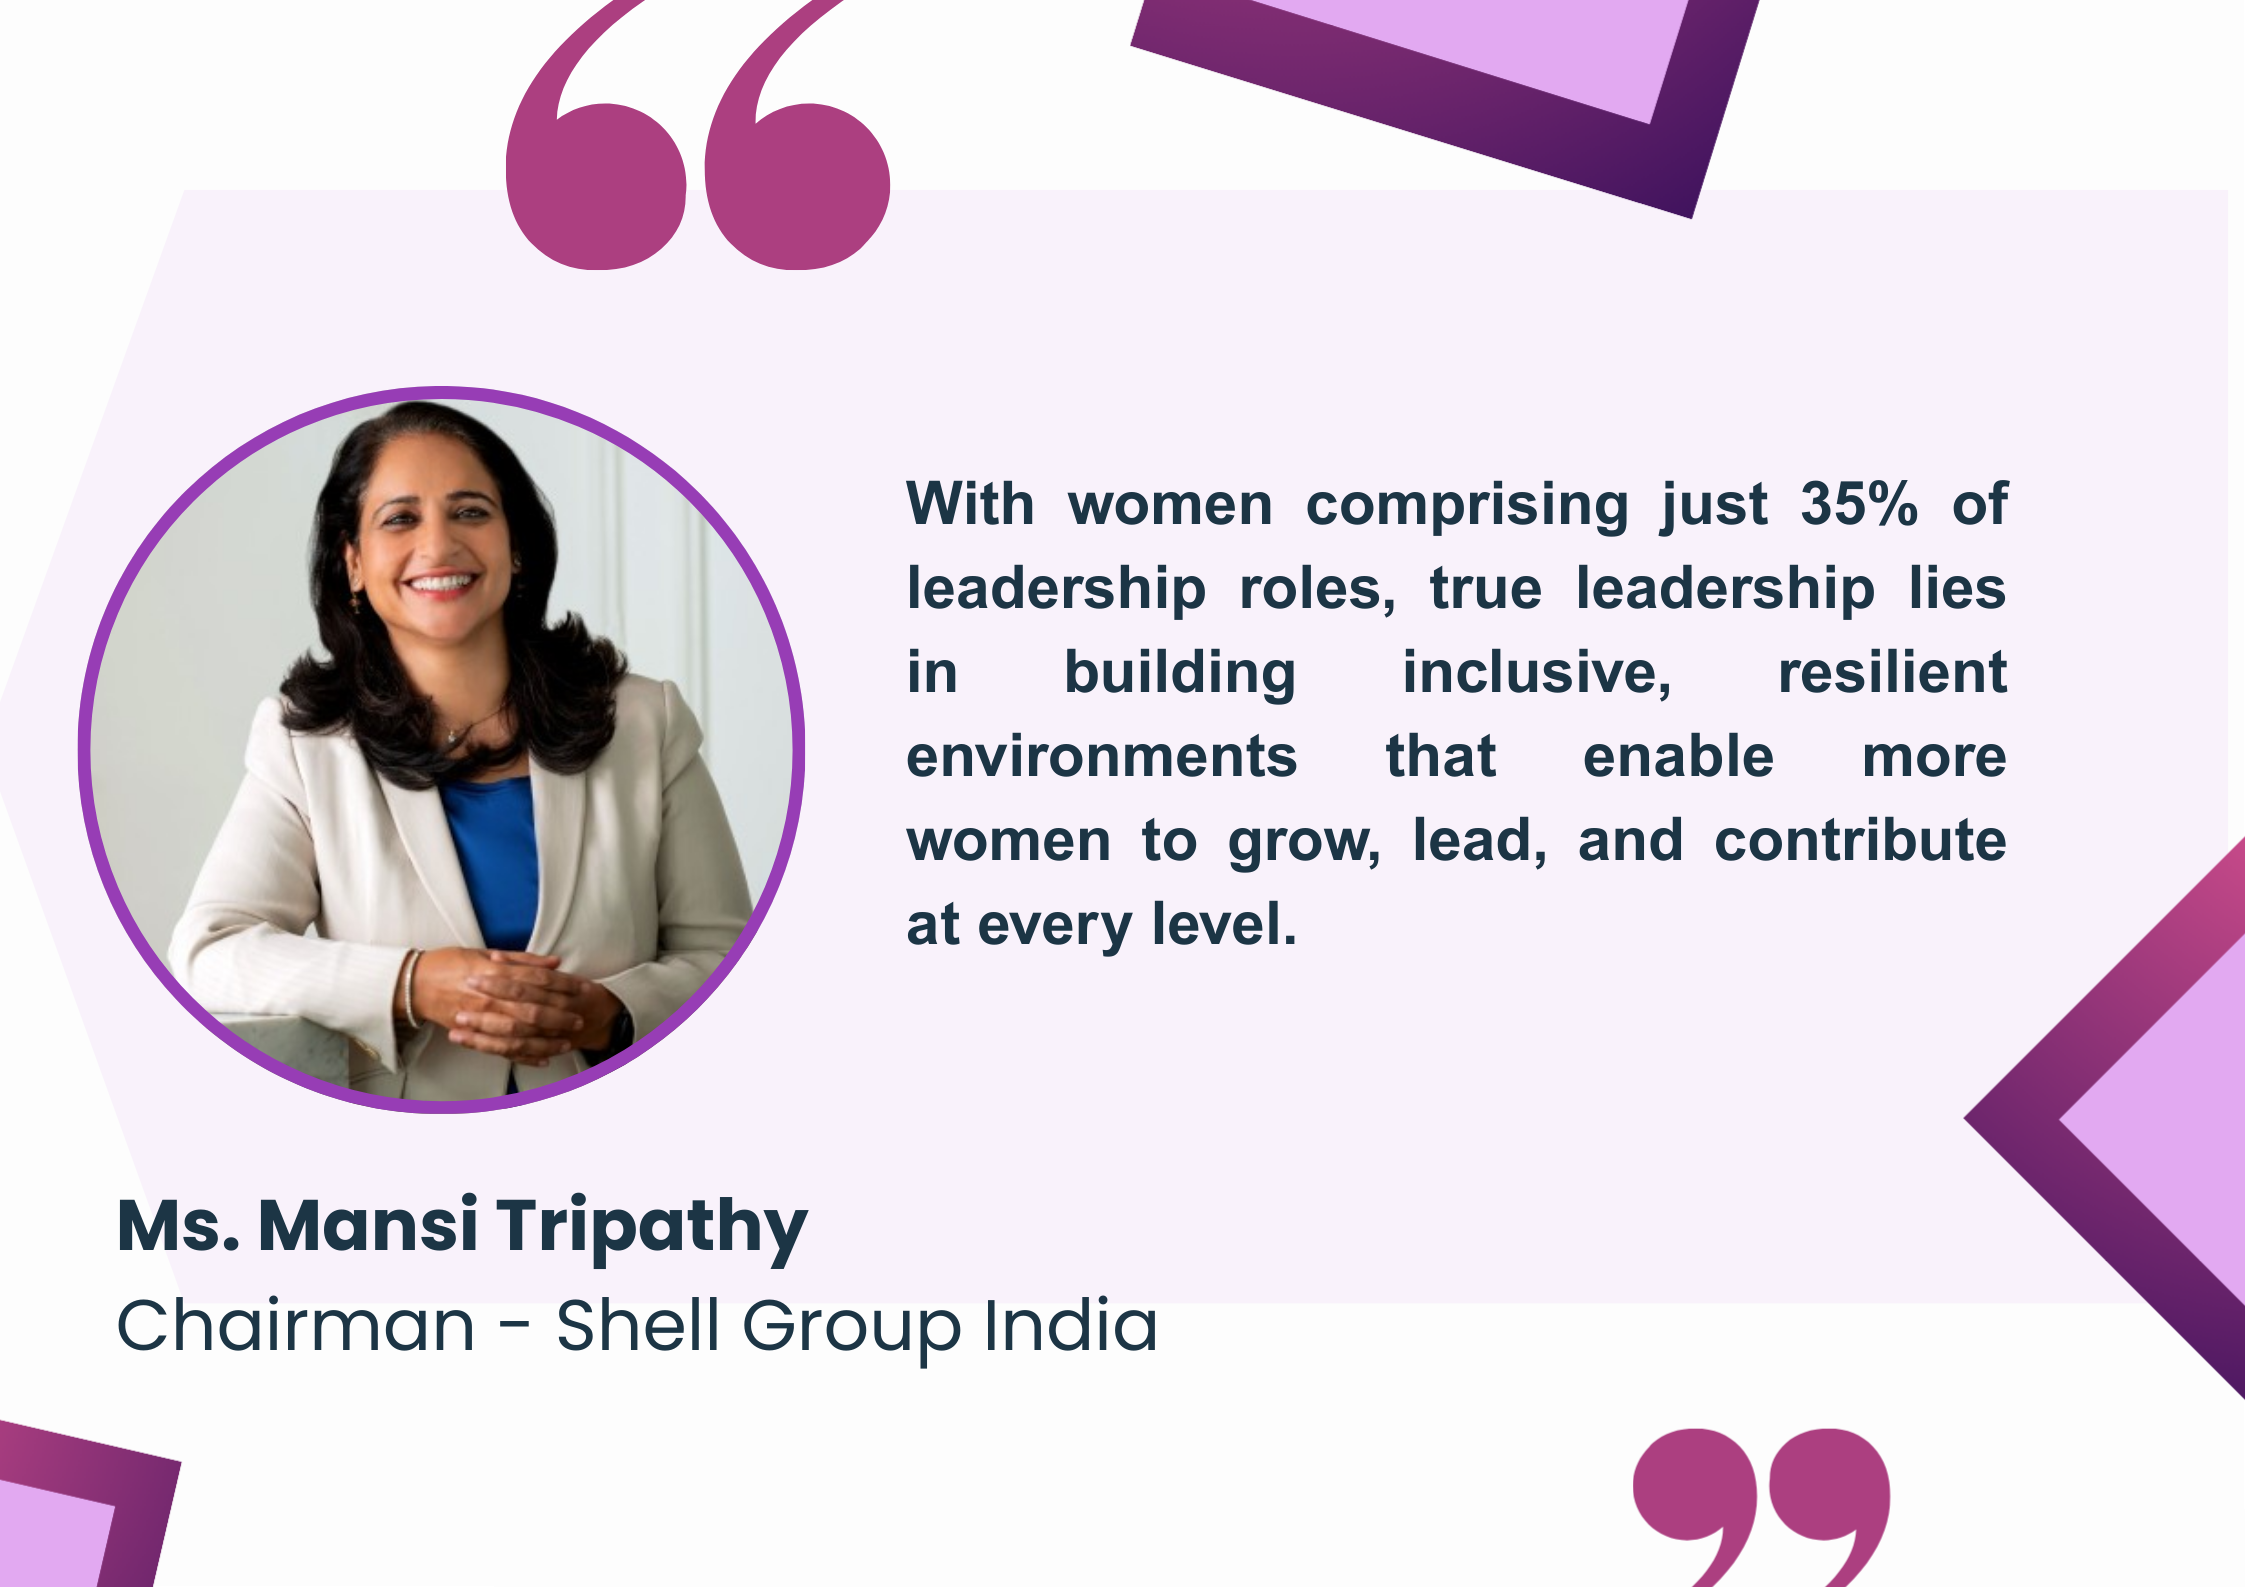 With women comprising just 35% of
leadership roles, true leadership lies
in building inclusive, resilient
environments that enable more
women to grow, lead, and contribute
at every level.
Ms. Mansi Tripathy
Chairman - Shell Group India